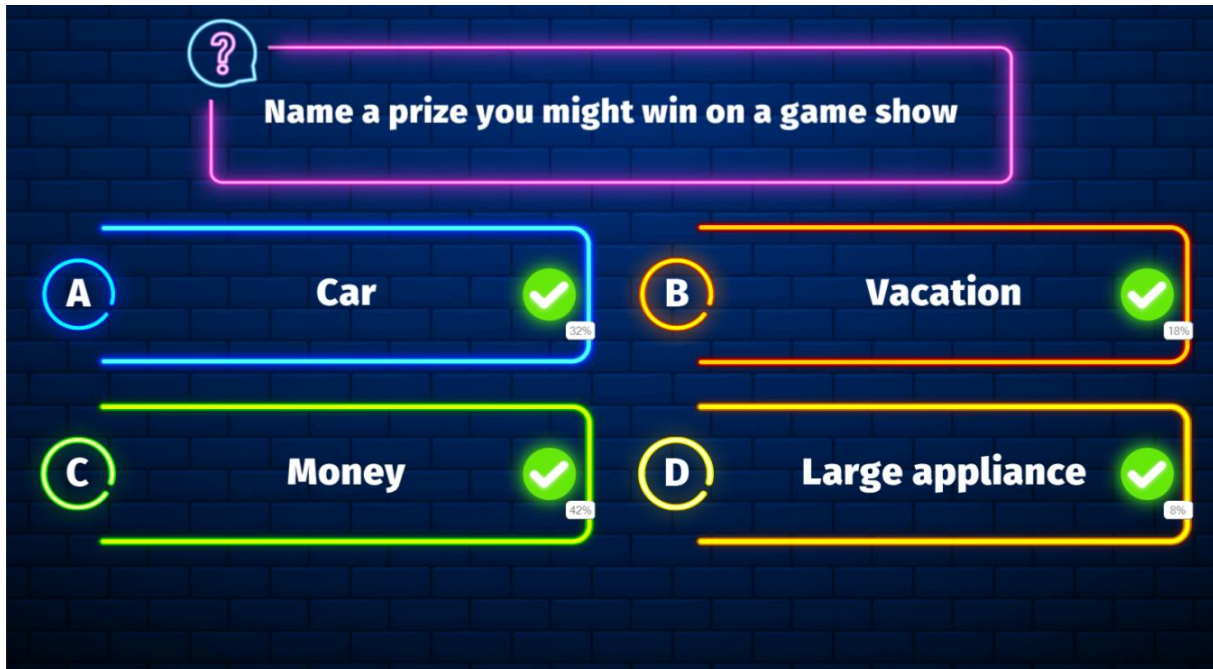 ?
Name a prize you might win on a game show
A
Car
32%
B
Vacation
18%
C
Money
42%
D
Large appliance
8%